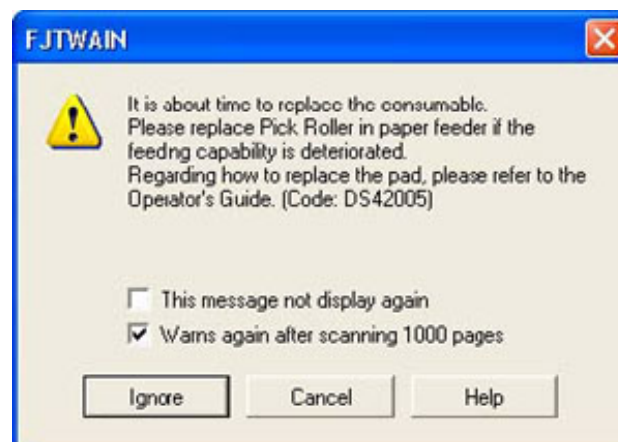 FJTWAIN
It is about time to replace the consumable.
Please replace Pick Roller in paper feeder if the
feeding capability is deteriorated.
Regarding how to replace the pad, please refer to the
Operator's Guide. (Code: DS42005)
This message not display again
Warns again after scanning 1000 pages
Ignore Cancel Help